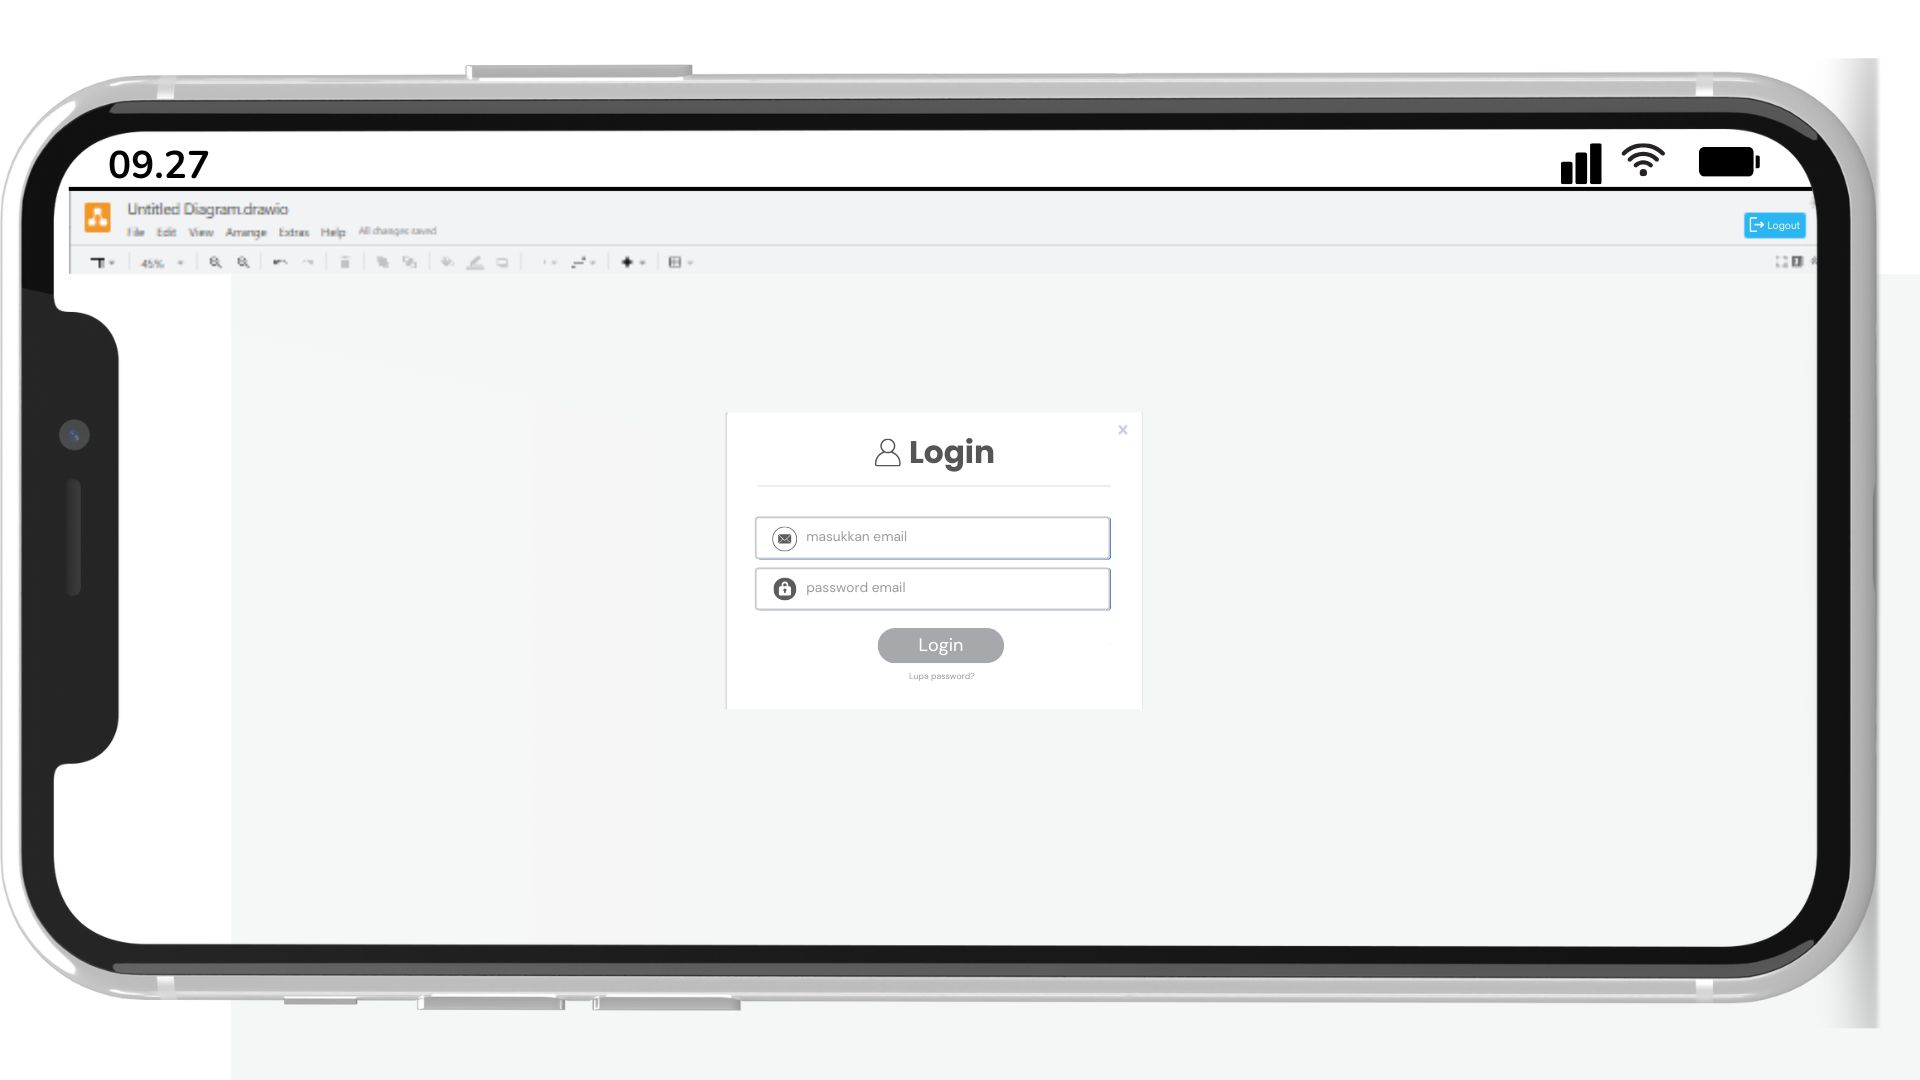 09.27
Untitled Diagram.drawio
File Edit View Arrange Extras Help All changes saved
Logout
45%
Login
masukkan email
password email
Login
Lupa password?